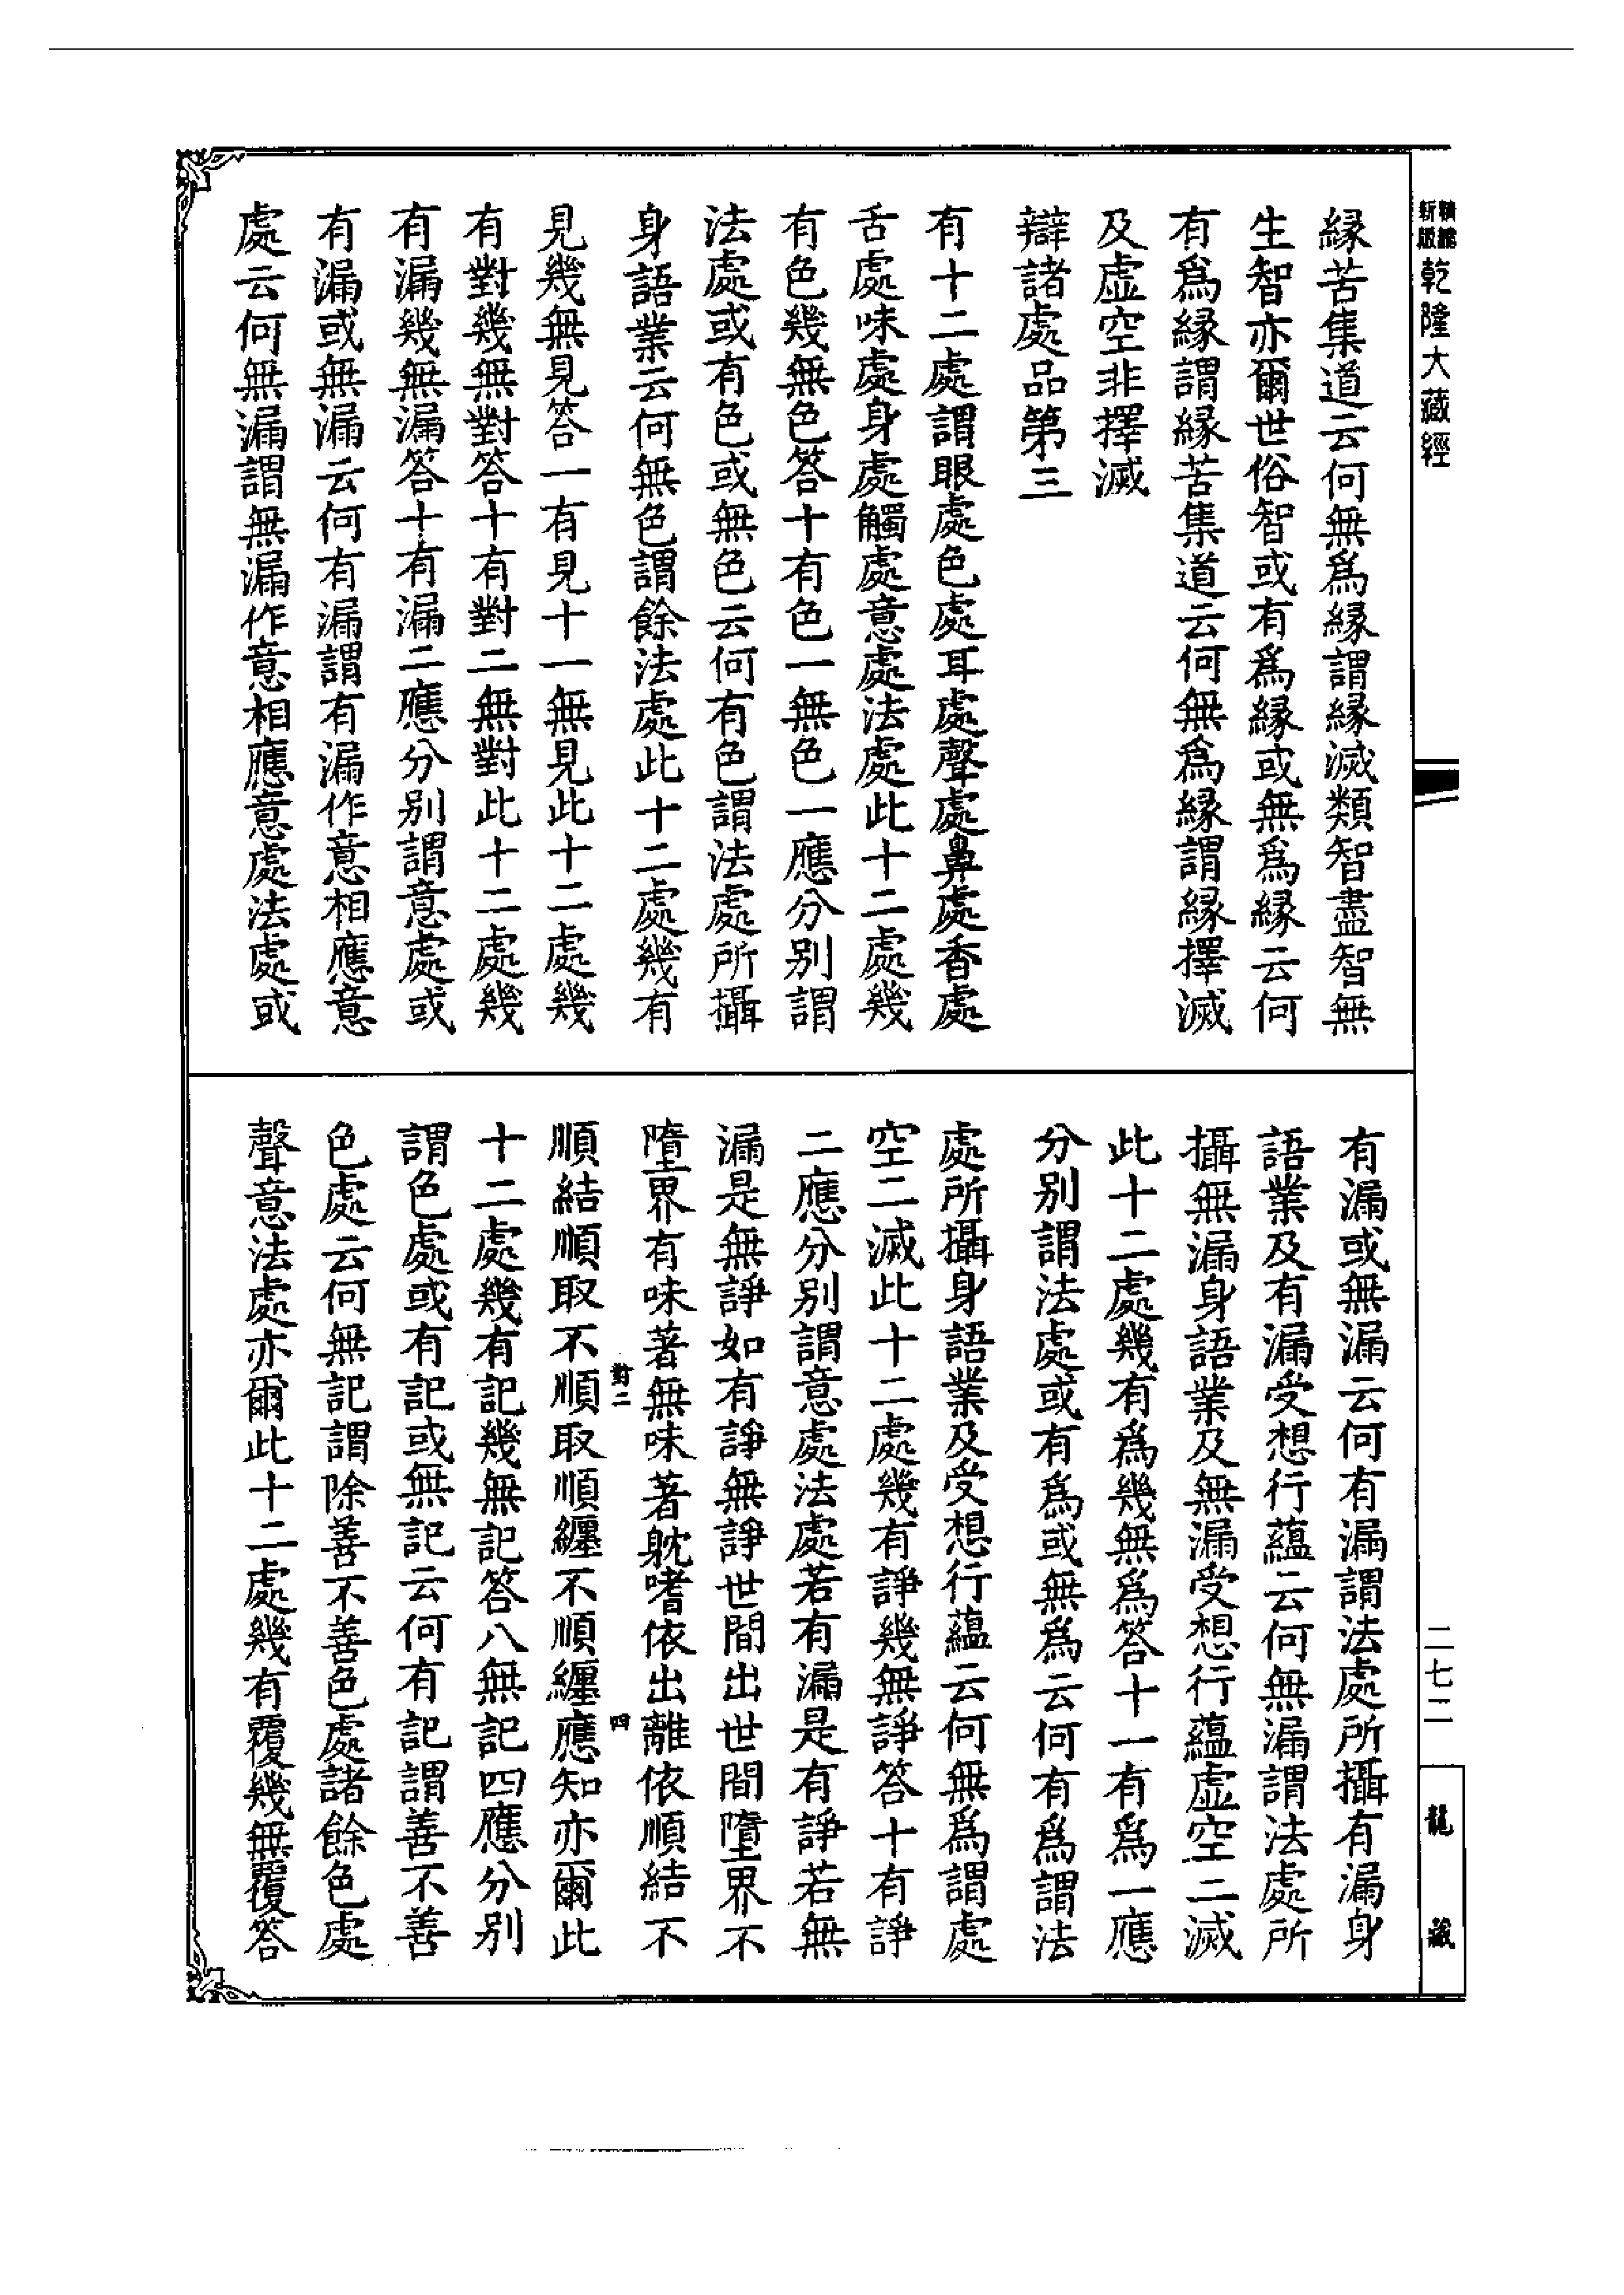 新版精縮乾隆大藏經
緣苦集道云何無爲緣謂緣滅類智盡智無
生智亦爾世俗智或有爲緣或無爲緣云何
有爲緣謂緣苦集道云何無爲緣謂緣擇滅
及虛空非擇滅
辯諸處品第三
有十二處謂眼處色處耳處聲處鼻處香處
舌處味處身處觸處意處法處此十二處幾
有色幾無色答十有色一無色一應分別謂
法處或有色或無色云何有色謂法處所攝
身語業云何無色謂餘法處此十二處幾有
見幾無見答一有見十一無見此十二處幾
有對幾無對答十有對二無對此十二處幾
有漏幾無漏答十有漏二應分別謂意處或
有漏或無漏云何有漏謂有漏作意相應意
處云何無漏謂無漏作意相應意處法處或
有漏或無漏云何有漏謂法處所攝有漏身
語業及有漏受想行蘊云何無漏謂法處所
攝無漏身語業及無漏受想行蘊虛空二滅
此十二處幾有爲幾無爲答十一有爲一應
分別謂法處或有爲或無爲云何有爲謂法
處所攝身語業及受想行蘊云何無爲謂處
空二滅此十二處幾有諍幾無諍答十有諍
二應分別謂意處法處若有漏是有諍若無
漏是無諍如有諍無諍世間出世間墮界不
墮界有味著無味著躭嗜依出離依順結不
對二
四
順結順取不順取順纏不順纏應知亦爾此
十二處幾有記幾無記答八無記四應分別
謂色處或有記或無記云何有記謂善不善
色處云何無記謂除善不善色處諸餘色處
聲意法處亦爾此十二處幾有覆幾無覆答
二七二
龍藏